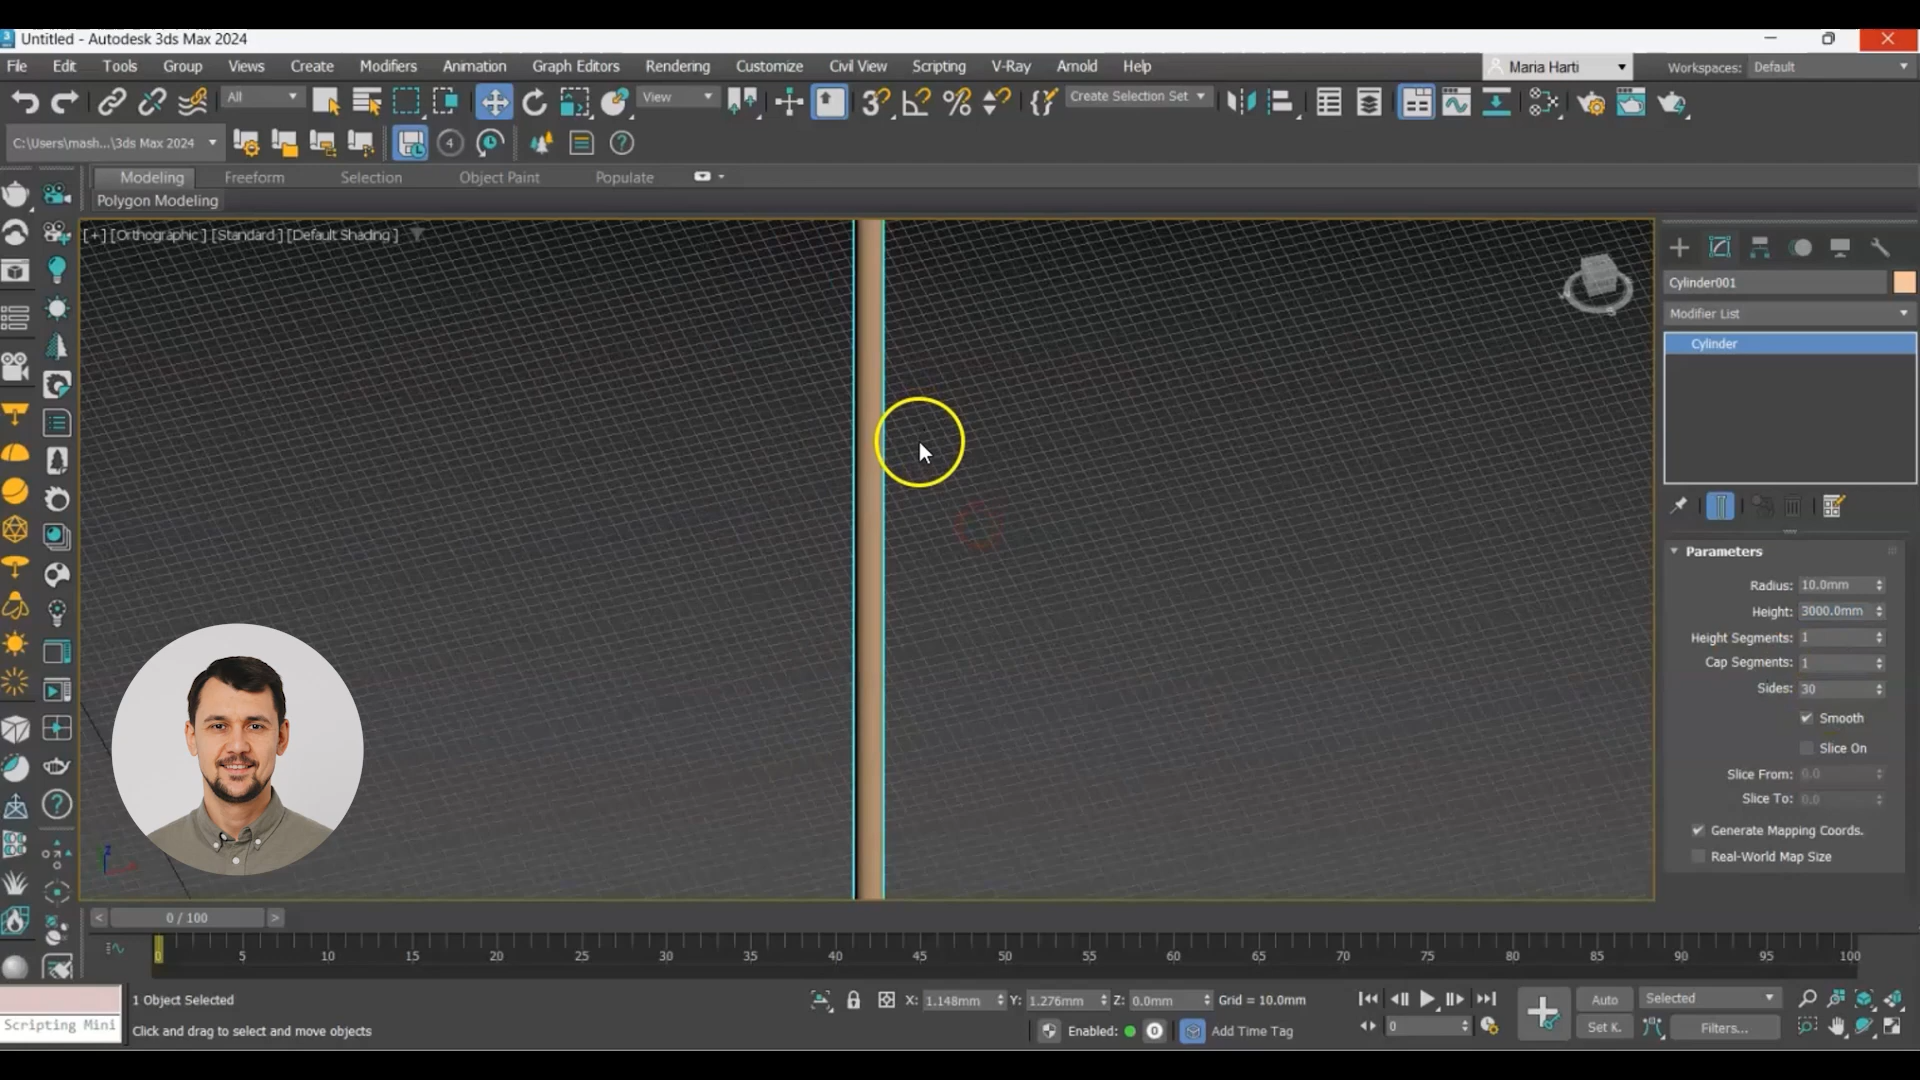 Untitled - Autodesk 3ds Max 2024
File Edit Tools Group Views Create Modifiers Animation Graph Editors Rendering Customize Civil View Scripting V-Ray Arnold Help Maria Harti Workspaces: Default
All View Create Selection Set
C:\Users\mash...\3ds Max 2024 4
Modeling Freeform Selection Object Paint Populate
Polygon Modeling
[+] [Orthographic ] [Standard ] [Default Shading ]
Cylinder001
Modifier List
Cylinder
Parameters
Radius: 10.0mm
Height: 3000.0mm
Height Segments: 1
Cap Segments: 1
Sides: 30
Smooth
Slice On
Slice From: 0.0
Slice To: 0.0
Generate Mapping Coords.
Real-World Map Size
< 0 / 100 >
0 5 10 15 20 25 30 35 40 45 50 55 60 65 70 75 80 85 90 95 100
1 Object Selected X: 1.148mm Y: 1.276mm Z: 0.0mm Grid = 10.0mm Auto Selected
Scripting Mini Click and drag to select and move objects Enabled: 0 Add Time Tag 0 Set K. Filters...